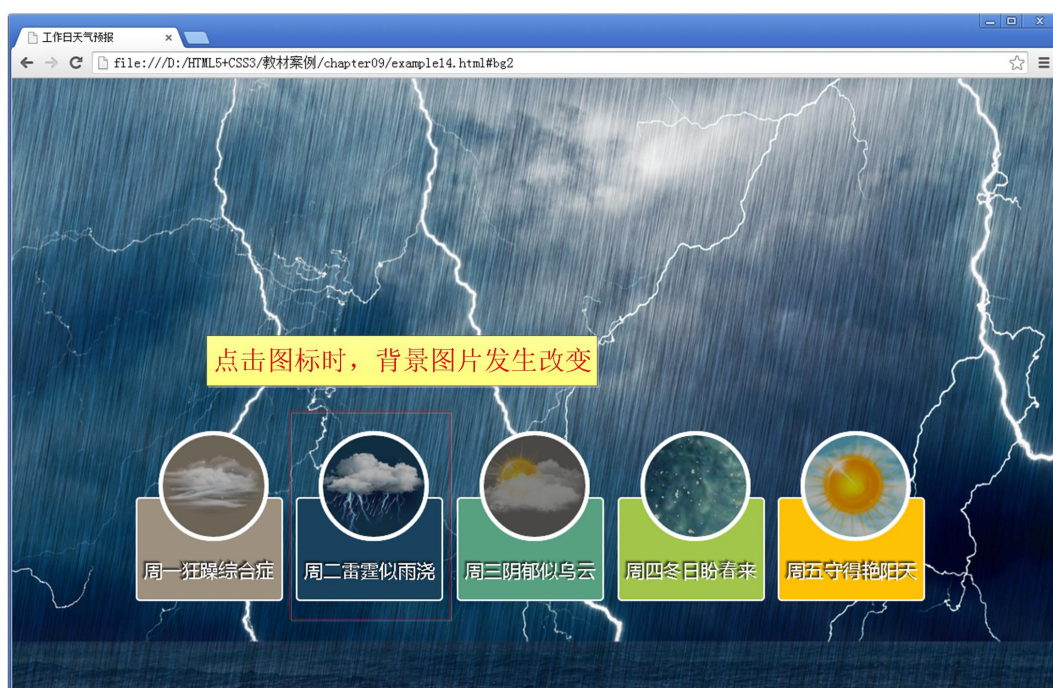 工作日天气预报
file:///D:/HTML5+CSS3/教材案例/chapter09/example14.html#bg2
点击图标时，背景图片发生改变
周一狂躁综合症
周二雷霆似雨浇
周三阴郁似乌云
周四冬日盼春来
周五守得艳阳天